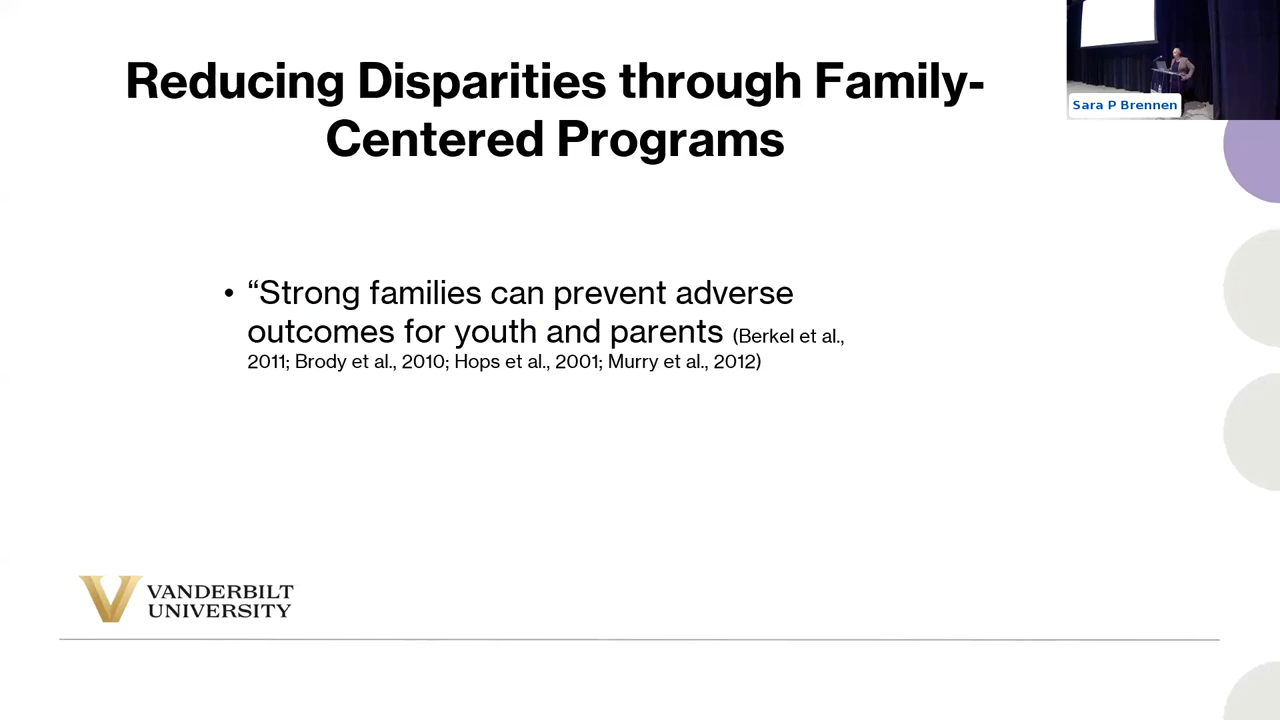 Reducing Disparities through Family-
Centered Programs
Sara P Brennen
• “Strong families can prevent adverse
outcomes for youth and parents (Berkel et al.,
2011; Brody et al., 2010; Hops et al., 2001; Murry et al., 2012)
VANDERBILT
UNIVERSITY